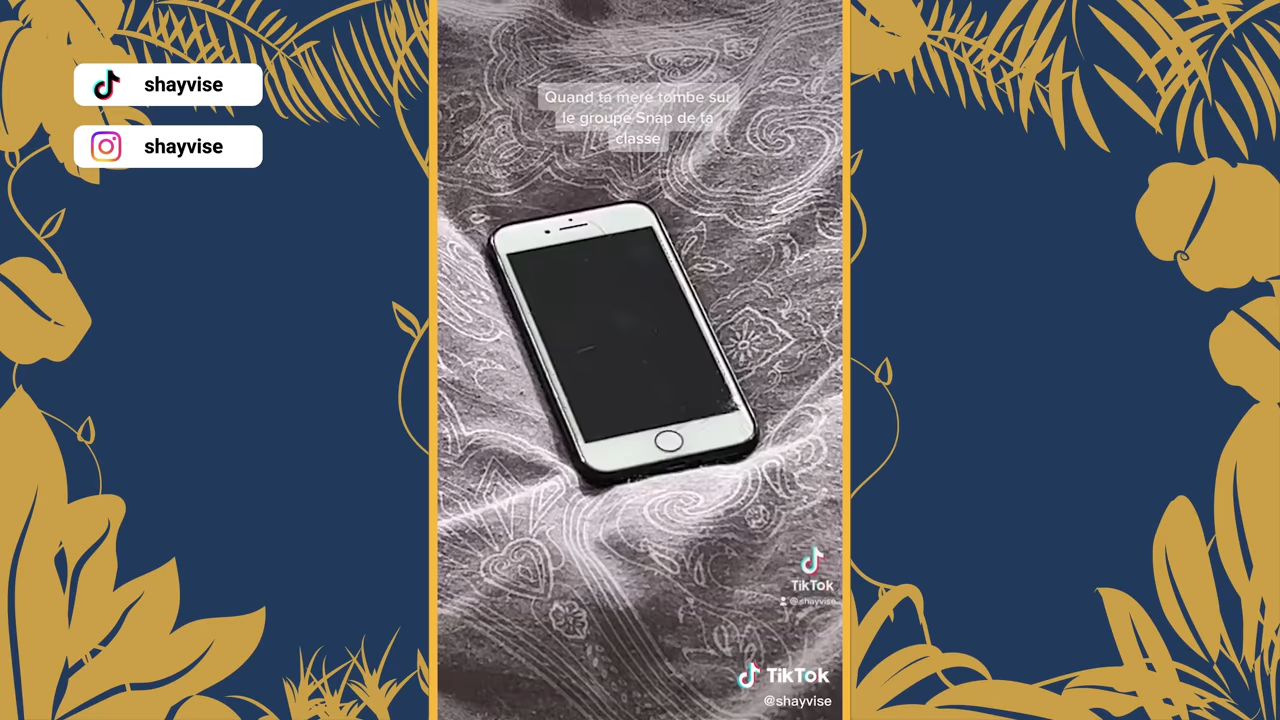 shayvise
shayvise
Quand ta mère tombe sur
le groupe Snap de ta
classe
TikTok
@shayvise
TikTok
@shayvise